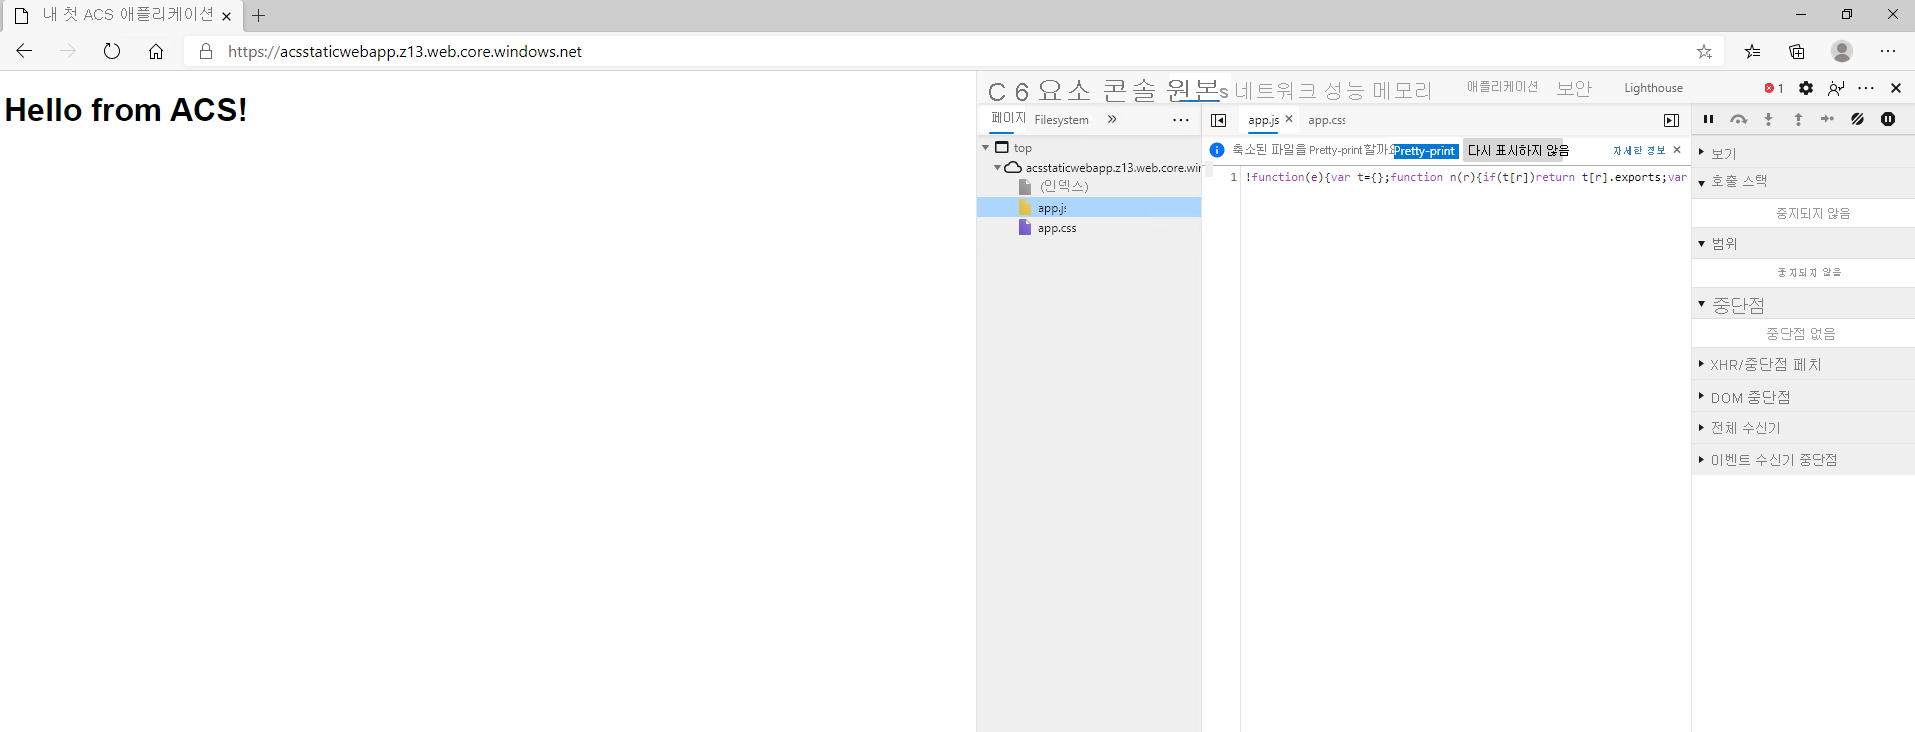 내 첫 ACS 애플리케이션
https://acsstaticwebapp.z13.web.core.windows.net
Hello from ACS!
C 6 요소 콘솔 원본s 네트워크 성능 메모리 애플리케이션 보안 Lighthouse 1
페이지 Filesystem
top
acsstaticwebapp.z13.web.core.wir
(인덱스)
app.js
app.css
app.js app.css
축소된 파일을 Pretty-print할까요 Pretty-print 다시 표시하지 않음 자세한 정보
1 !function(e){var t={};function n(r){if(t[r])return t[r].exports;var
보기
호출 스택
중지되지 않음
범위
중지되지 않음
중단점
중단점 없음
XHR/중단점 페치
DOM 중단점
전체 수신기
이벤트 수신기 중단점